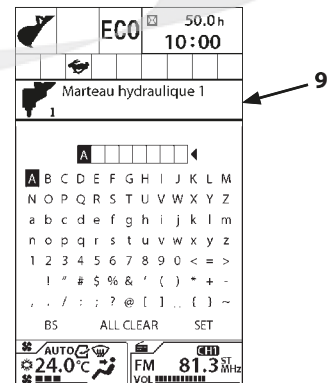 ECO
50.0 h
10:00
Marteau hydraulique 1
1
9
A
A B C D E F G H I J K L M
N O P Q R S T U V W X Y Z
a b c d e f g h i j k l m
n o p q r s t u v w x y z
1 2 3 4 5 6 7 8 9 0 < = >
! " # $ % & ' ( ) * + -
, . / : ; ? @ [ ] _ { } ~
BS ALL CLEAR SET
AUTO CH1
24.0°C FM 81.3 ST MHz
VOL